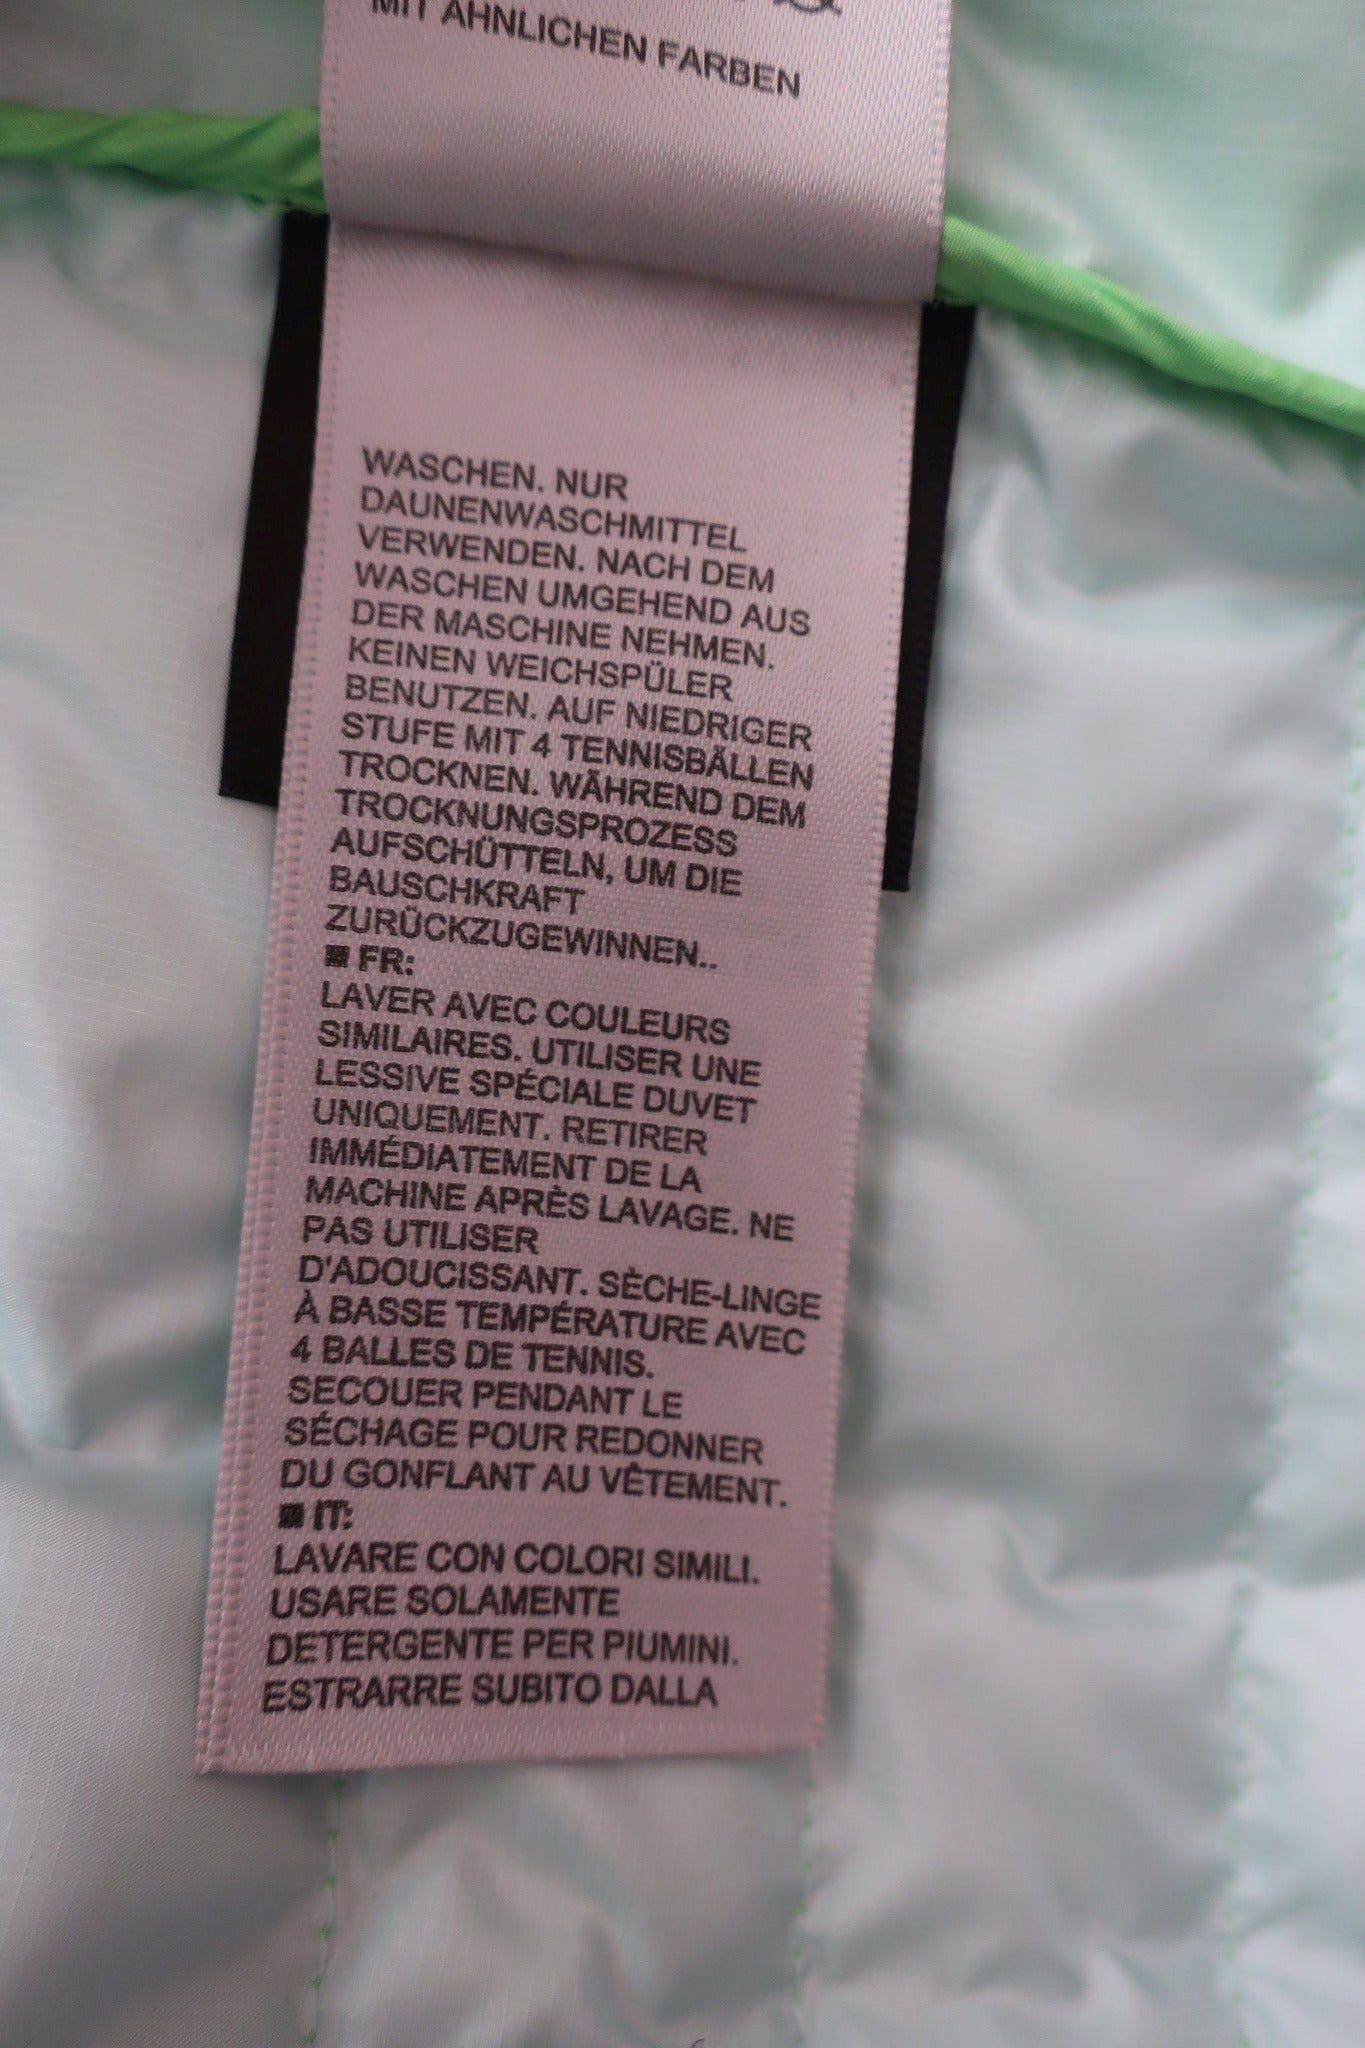 MIT ÄHNLICHEN FARBEN
WASCHEN. NUR
DAUNENWASCHMITTEL
VERWENDEN. NACH DEM
WASCHEN UMGEHEND AUS
DER MASCHINE NEHMEN.
KEINEN WEICHSPÜLER
BENUTZEN. AUF NIEDRIGER
STUFE MIT 4 TENNISBÄLLEN
TROCKNEN. WÄHREND DEM
TROCKNUNGSPROZESS
AUFSCHÜTTELN, UM DIE
BAUSCHKRAFT
ZURÜCKZUGEWINNEN..
■ FR:
LAVER AVEC COULEURS
SIMILAIRES. UTILISER UNE
LESSIVE SPÉCIALE DUVET
UNIQUEMENT. RETIRER
IMMÉDIATEMENT DE LA
MACHINE APRÈS LAVAGE. NE
PAS UTILISER
D'ADOUCISSANT. SÈCHE-LINGE
À BASSE TEMPÉRATURE AVEC
4 BALLES DE TENNIS.
SECOUER PENDANT LE
SÉCHAGE POUR REDONNER
DU GONFLANT AU VÊTEMENT.
■ IT:
LAVARE CON COLORI SIMILI.
USARE SOLAMENTE
DETERGENTE PER PIUMINI.
ESTRARRE SUBITO DALLA